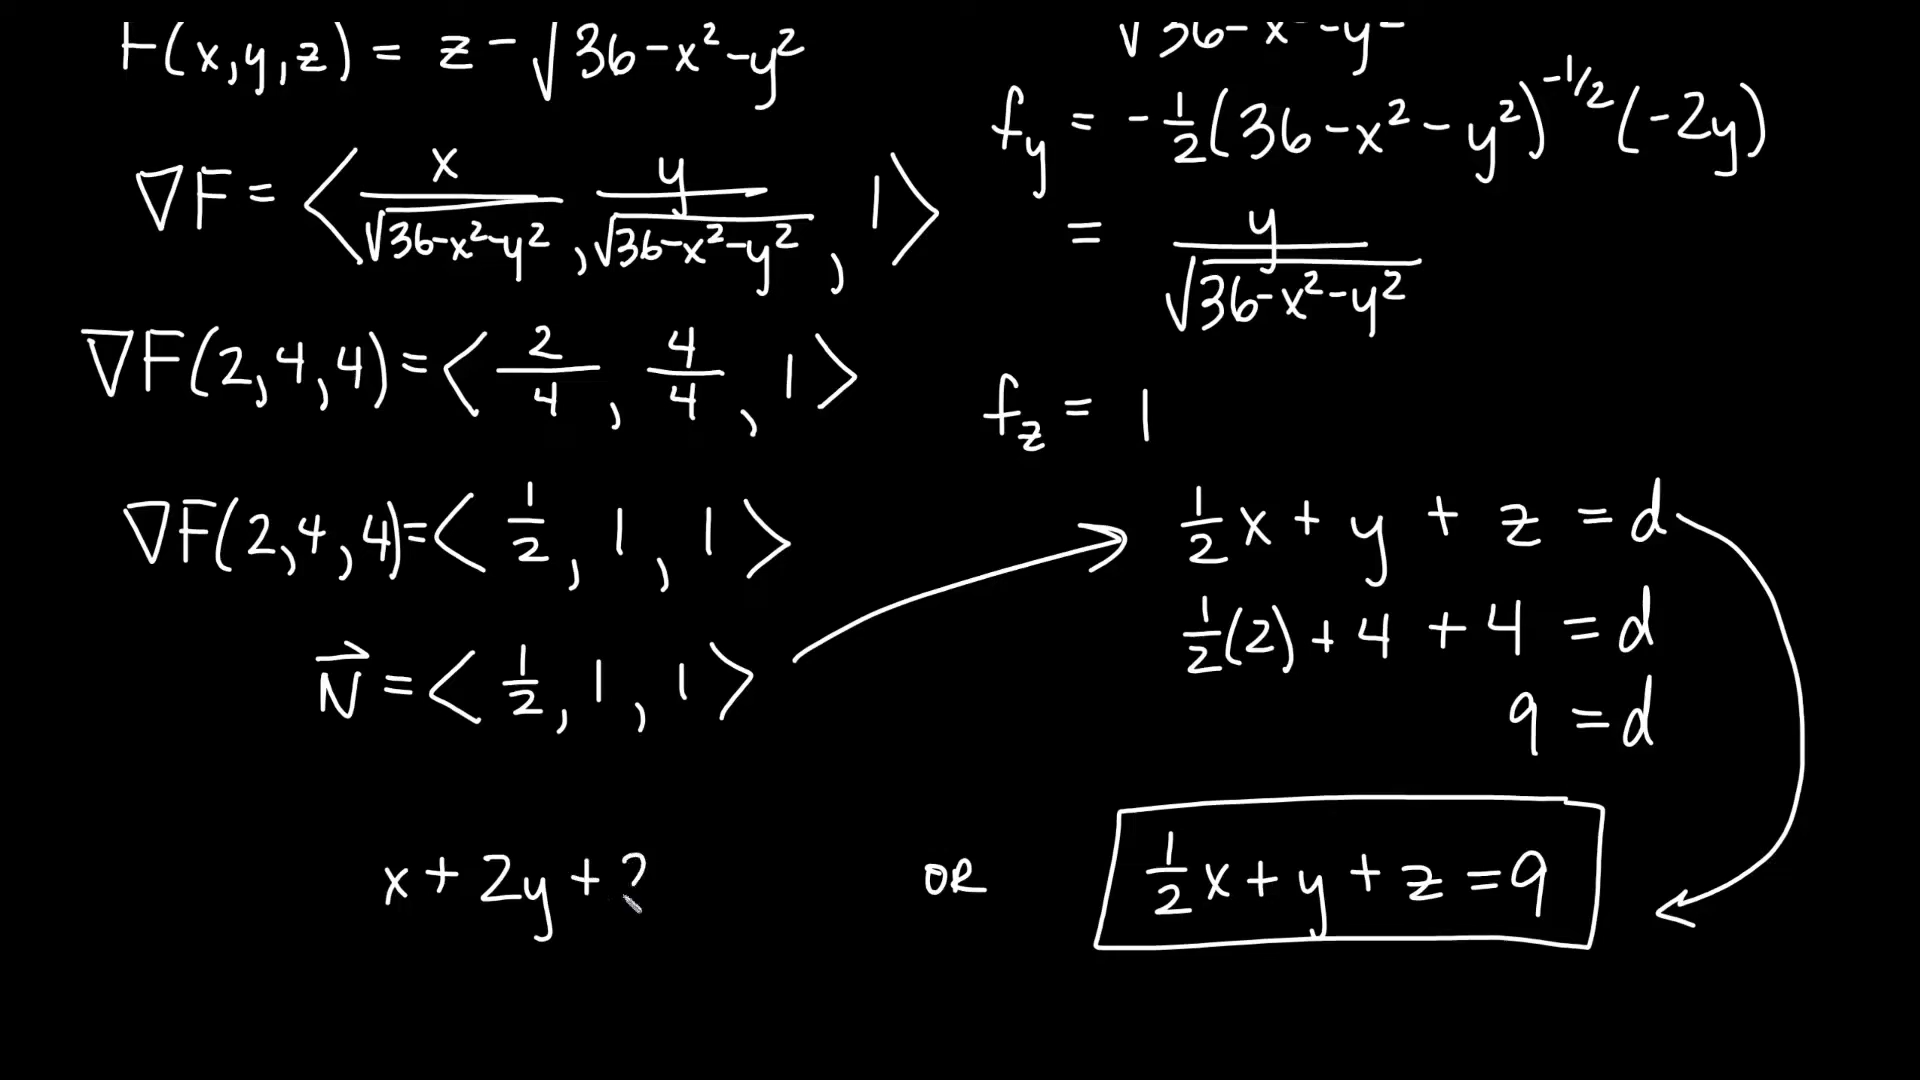 F(x,y,z) = z - √(36-x²-y²)
∇F = ⟨ x/√(36-x²-y²), y/√(36-x²-y²), 1 ⟩
∇F(2,4,4) = ⟨ 2/4, 4/4, 1 ⟩
∇F(2,4,4) = ⟨ 1/2, 1, 1 ⟩
N⃗ = ⟨ 1/2, 1, 1 ⟩
√(36-x²-y²)
f_y = -1/2(36-x²-y²)^(-1/2)(-2y)
= y/√(36-x²-y²)
f_z = 1
1/2 x + y + z = d
1/2(2) + 4 + 4 = d
9 = d
x + 2y + 2 OR 1/2 x + y + z = 9